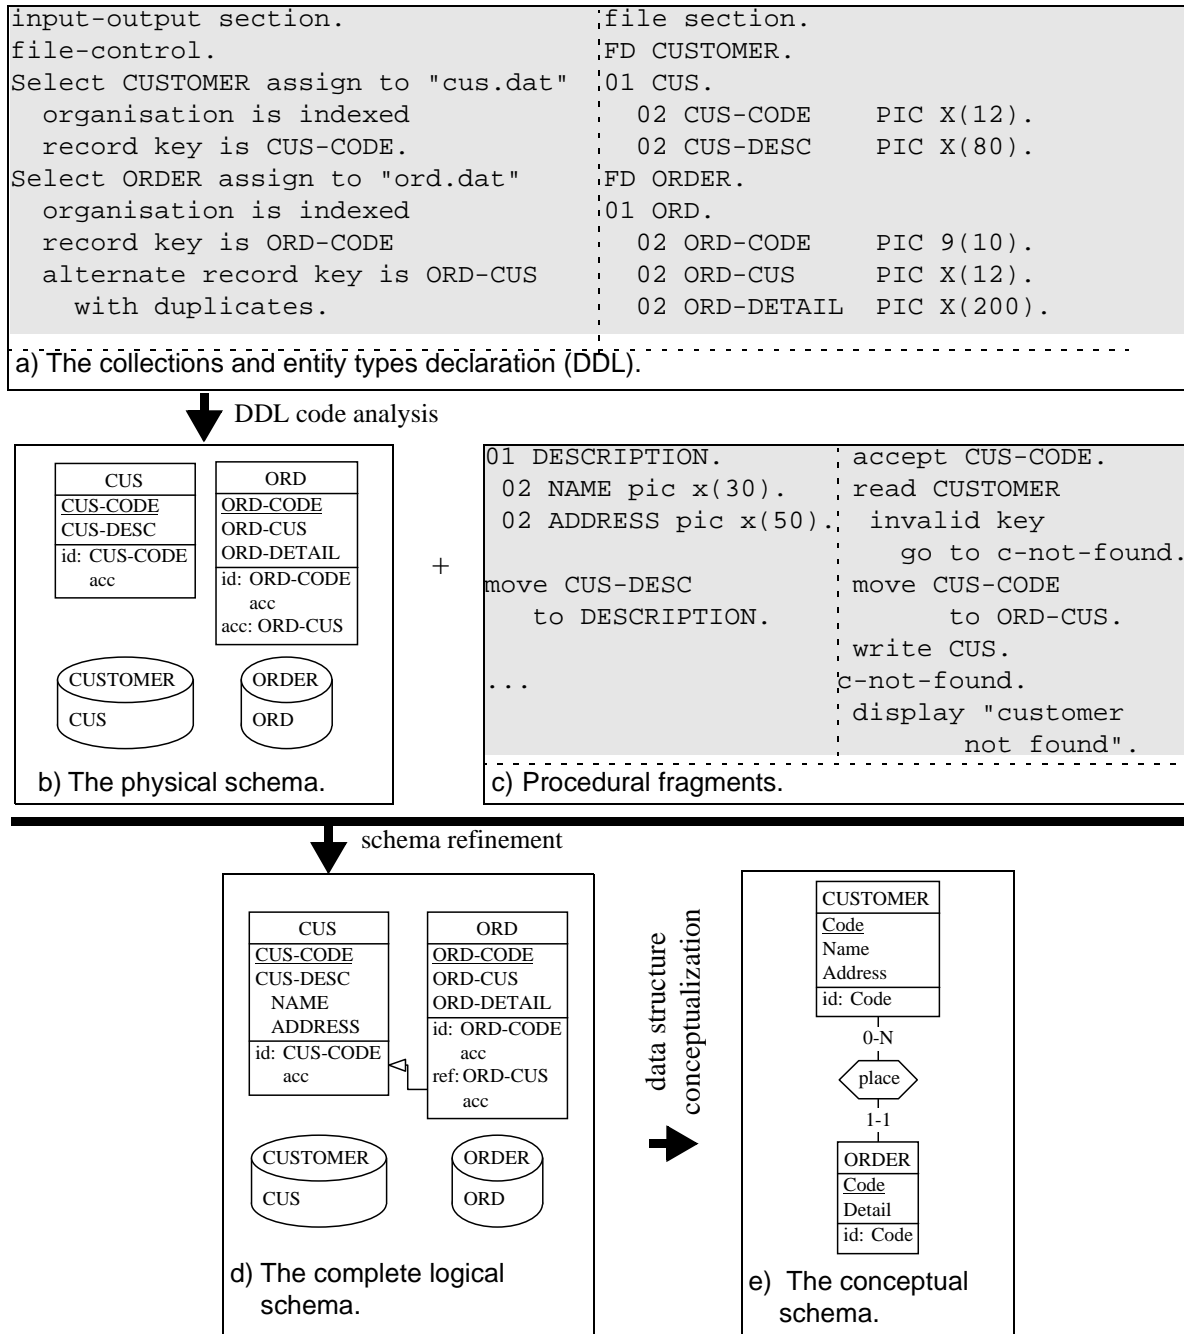 input-output section.
file-control.
Select CUSTOMER assign to "cus.dat"
organisation is indexed
record key is CUS-CODE.
Select ORDER assign to "ord.dat"
organisation is indexed
record key is ORD-CODE
alternate record key is ORD-CUS
with duplicates.
file section.
FD CUSTOMER.
01 CUS.
02 CUS-CODE PIC X(12).
02 CUS-DESC PIC X(80).
FD ORDER.
01 ORD.
02 ORD-CODE PIC 9(10).
02 ORD-CUS PIC X(12).
02 ORD-DETAIL PIC X(200).
a) The collections and entity types declaration (DDL).
DDL code analysis
CUS
CUS-CODE
CUS-DESC
id: CUS-CODE
acc
ORD
ORD-CODE
ORD-CUS
ORD-DETAIL
id: ORD-CODE
acc
acc: ORD-CUS
CUSTOMER
CUS
ORDER
ORD
b) The physical schema.
+
01 DESCRIPTION.
02 NAME pic x(30).
02 ADDRESS pic x(50).
move CUS-DESC
to DESCRIPTION.
...
accept CUS-CODE.
read CUSTOMER
invalid key
go to c-not-found.
move CUS-CODE
to ORD-CUS.
write CUS.
c-not-found.
display "customer
not found".
c) Procedural fragments.
schema refinement
CUS
CUS-CODE
CUS-DESC
NAME
ADDRESS
id: CUS-CODE
acc
ORD
ORD-CODE
ORD-CUS
ORD-DETAIL
id: ORD-CODE
acc
ref: ORD-CUS
acc
CUSTOMER
CUS
ORDER
ORD
d) The complete logical
schema.
data structure
conceptualization
CUSTOMER
Code
Name
Address
id: Code
0-N
place
1-1
ORDER
Code
Detail
id: Code
e) The conceptual
schema.